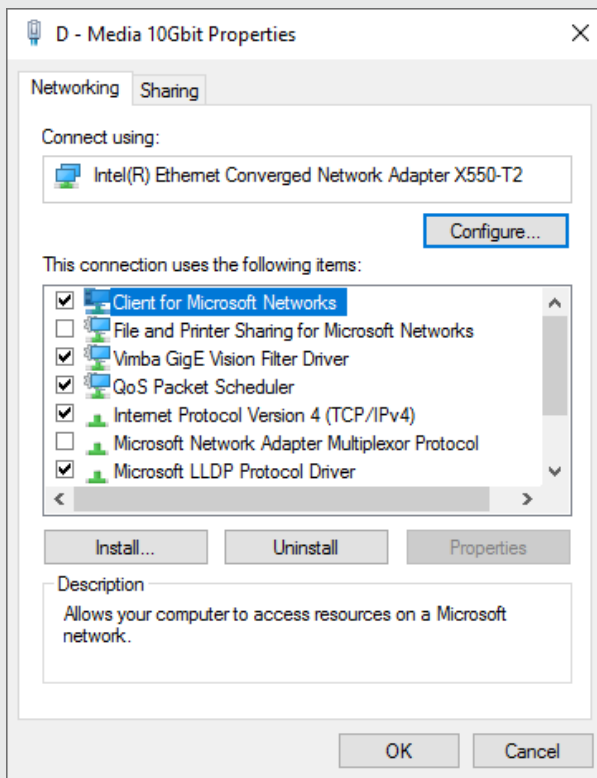 D - Media 10Gbit Properties
Networking
Sharing
Connect using:
Intel(R) Ethernet Converged Network Adapter X550-T2
Configure...
This connection uses the following items:
Client for Microsoft Networks
File and Printer Sharing for Microsoft Networks
Vimba GigE Vision Filter Driver
QoS Packet Scheduler
Internet Protocol Version 4 (TCP/IPv4)
Microsoft Network Adapter Multiplexor Protocol
Microsoft LLDP Protocol Driver
Install...
Uninstall
Properties
Description
Allows your computer to access resources on a Microsoft
network.
OK
Cancel